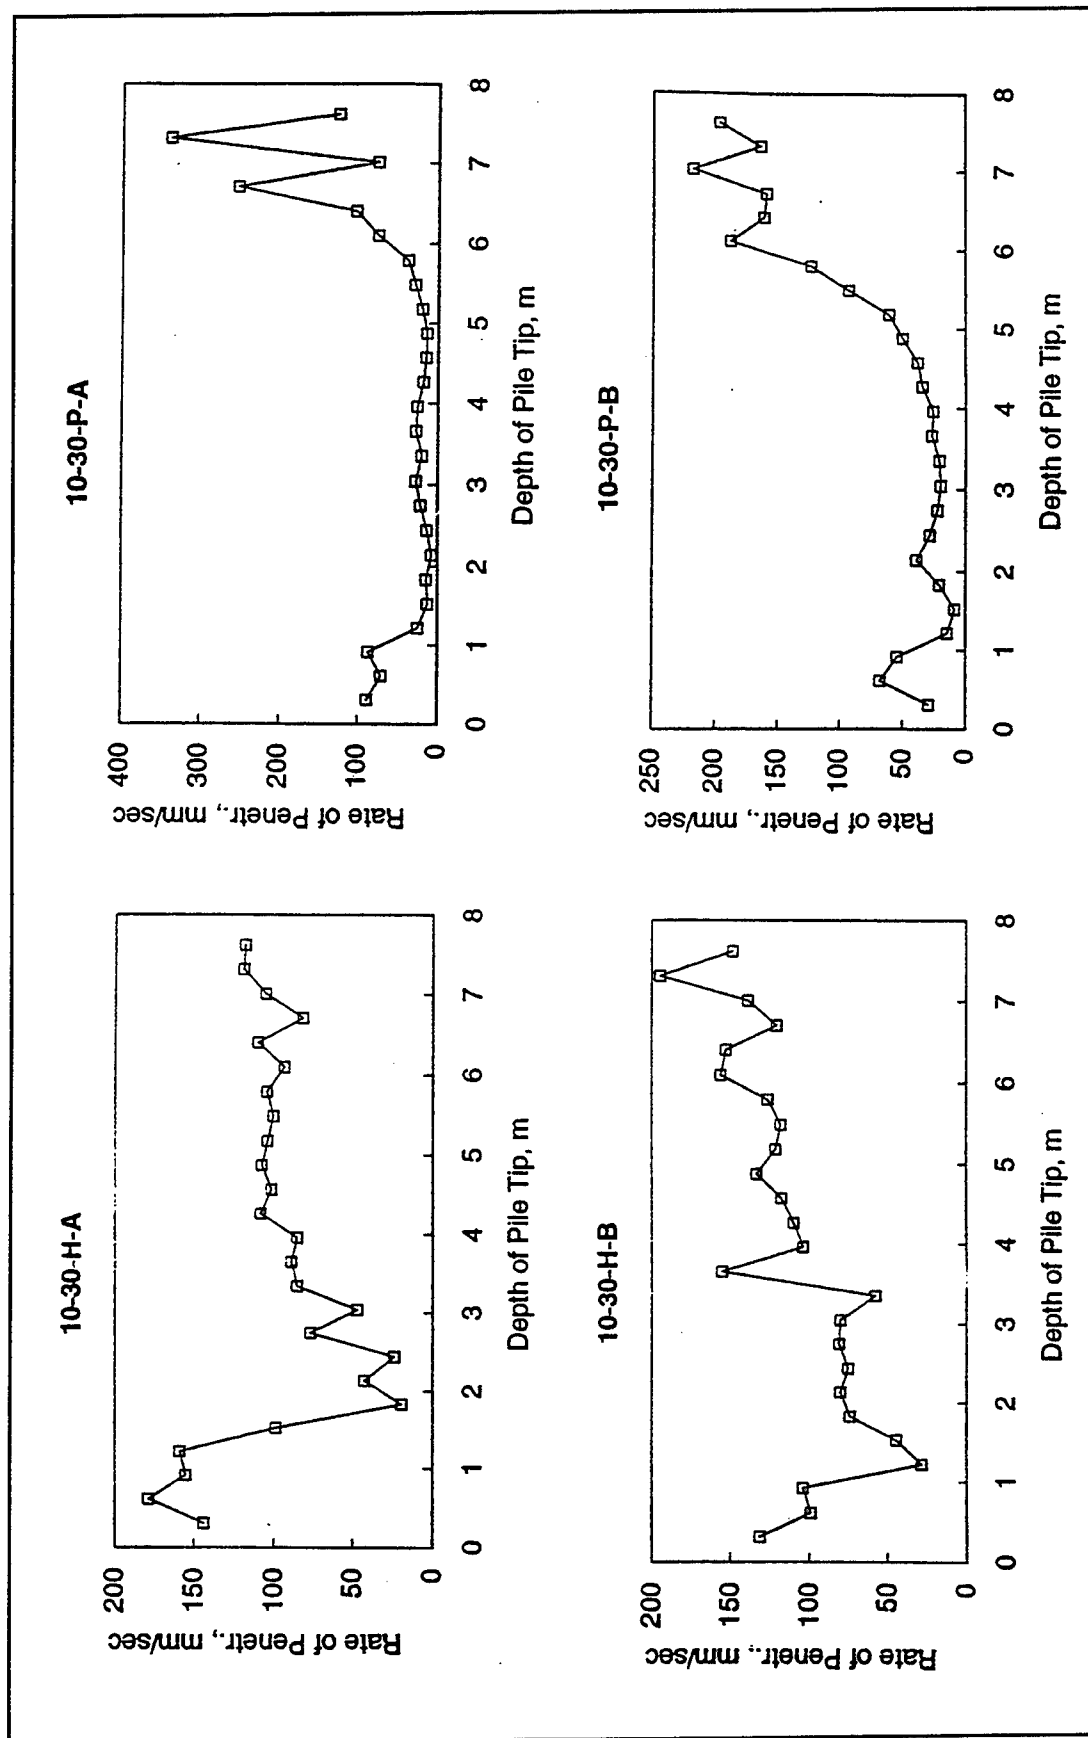 10-30-H-A
Rate of Penetr., mm/sec
200
150
100
50
0
0 1 2 3 4 5 6 7 8
Depth of Pile Tip, m
10-30-P-A
Rate of Penetr., mm/sec
400
300
200
100
0
0 1 2 3 4 5 6 7 8
Depth of Pile Tip, m
10-30-H-B
Rate of Penetr., mm/sec
200
150
100
50
0
0 1 2 3 4 5 6 7 8
Depth of Pile Tip, m
10-30-P-B
Rate of Penetr., mm/sec
250
200
150
100
50
0
0 1 2 3 4 5 6 7 8
Depth of Pile Tip, m